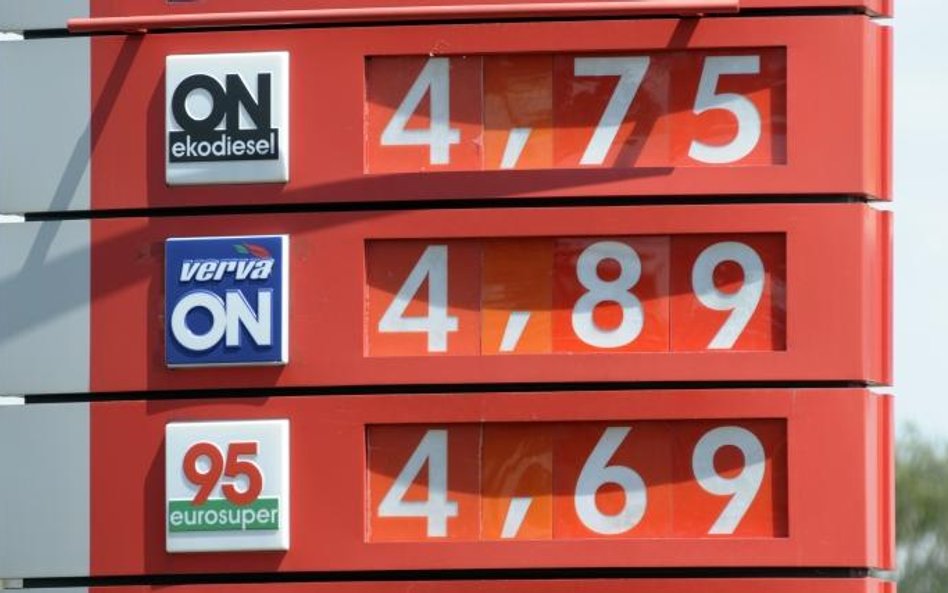 ON
ekodiesel
4,75
verva
ON
4,89
95
eurosuper
4,69